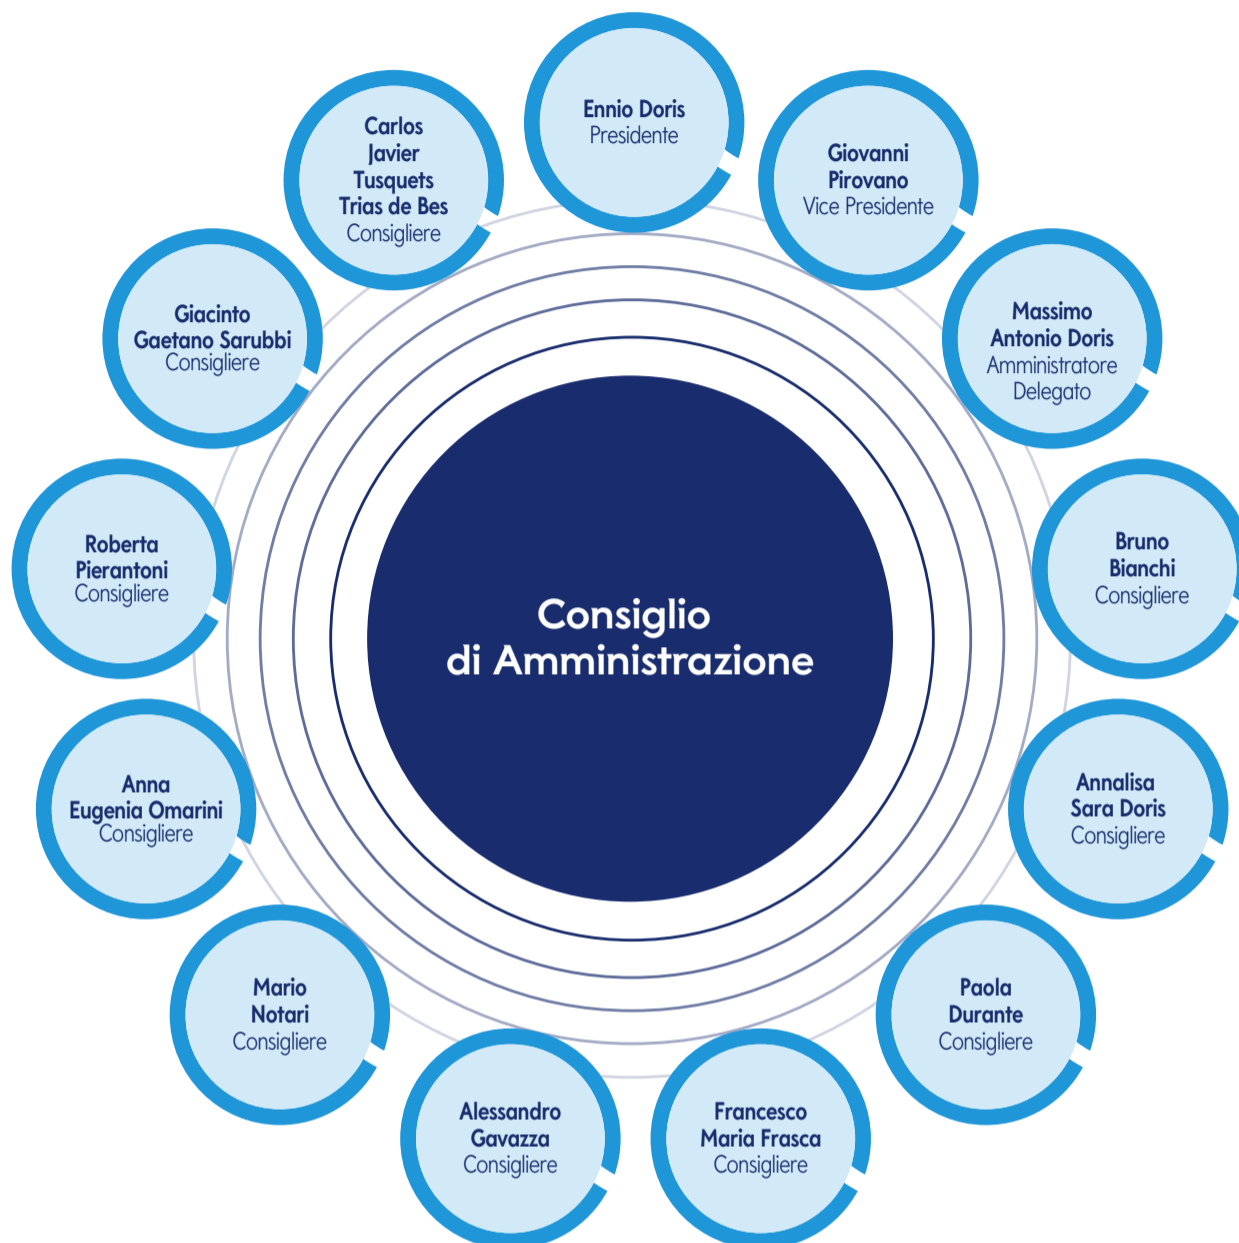 Ennio Doris
Presidente
Giovanni
Pirovano
Vice Presidente
Massimo
Antonio Doris
Amministratore
Delegato
Bruno
Bianchi
Consigliere
Annalisa
Sara Doris
Consigliere
Paola
Durante
Consigliere
Francesco
Maria Frasca
Consigliere
Alessandro
Gavazza
Consigliere
Mario
Notari
Consigliere
Anna
Eugenia Omarini
Consigliere
Roberta
Pierantoni
Consigliere
Giacinto
Gaetano Sarubbi
Consigliere
Carlos
Javier
Tusquets
Trias de Bes
Consigliere
Consiglio
di Amministrazione